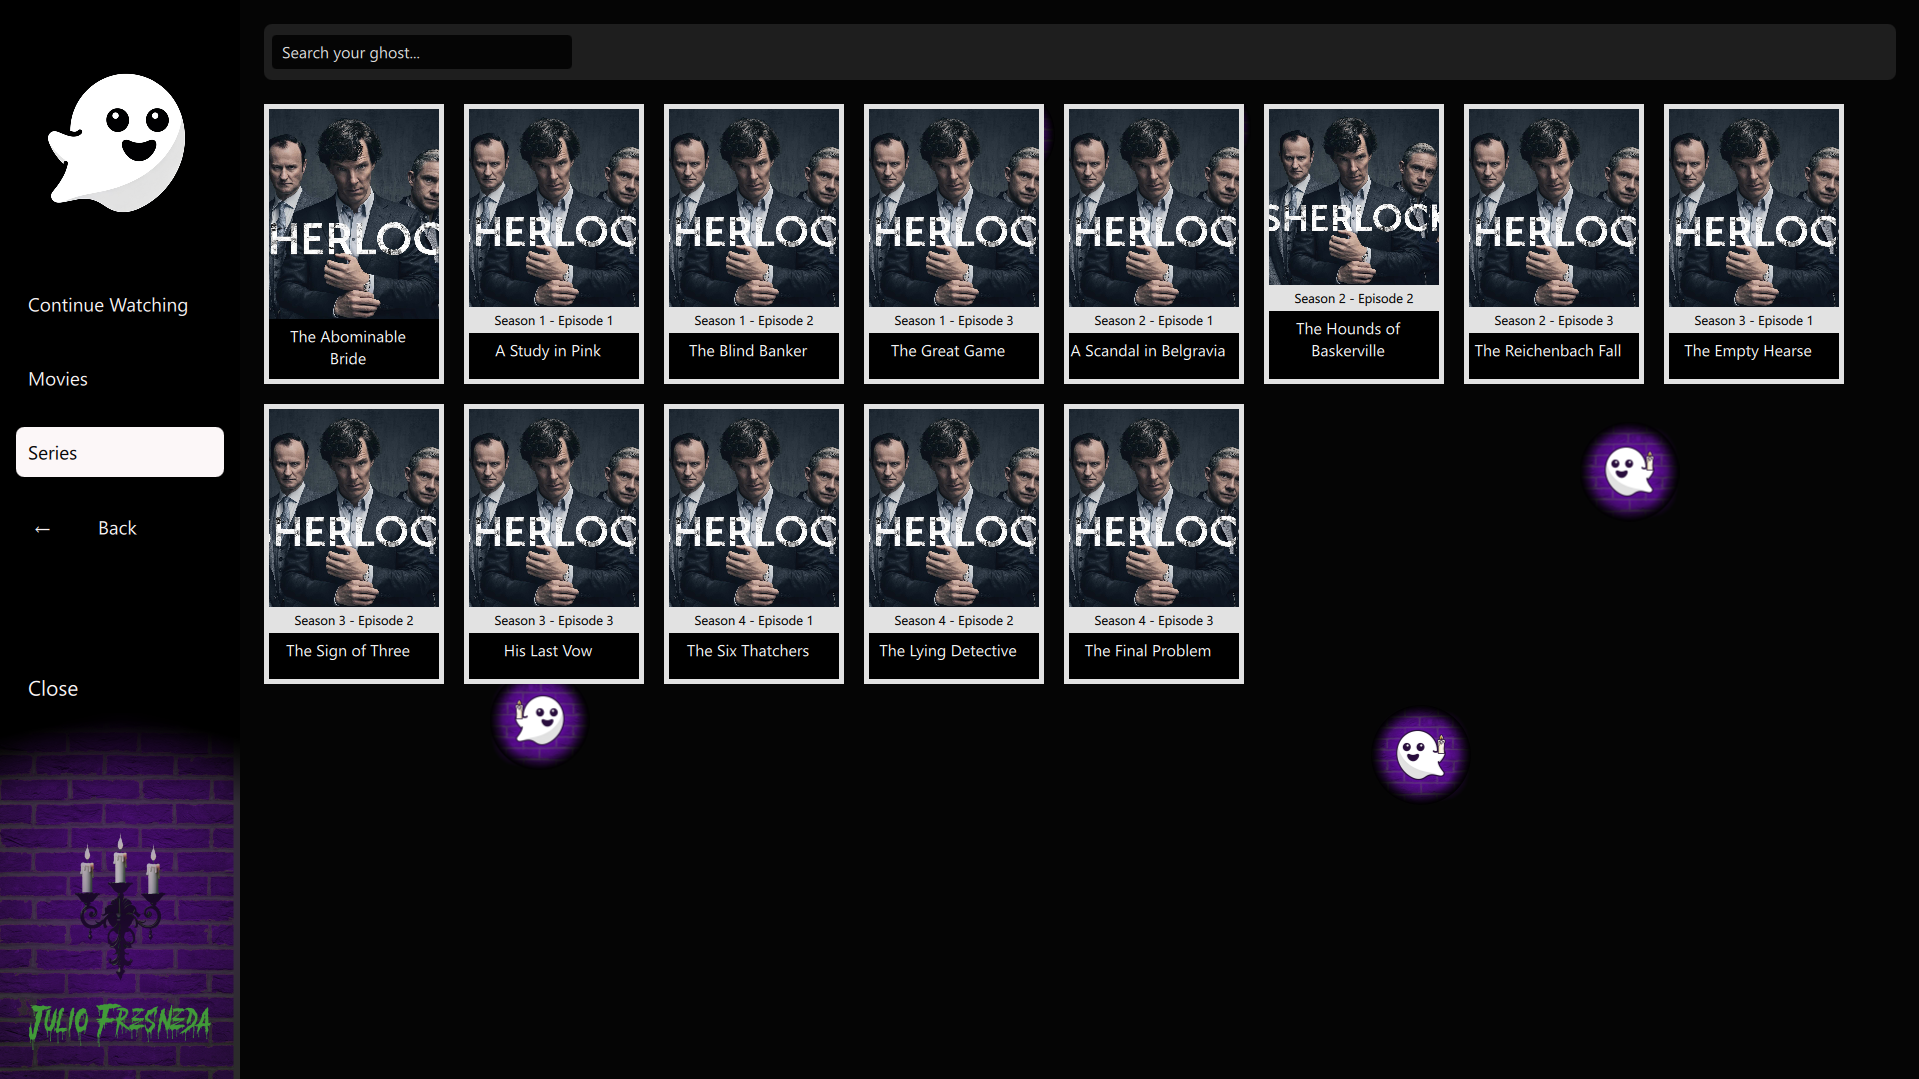 Search your ghost...
Continue Watching
Movies
Series
← Back
Close
JULIO FRESNEDA
HERLOC
The Abominable
Bride
HERLOC
Season 1 - Episode 1
A Study in Pink
HERLOC
Season 1 - Episode 2
The Blind Banker
HERLOC
Season 1 - Episode 3
The Great Game
HERLOC
Season 2 - Episode 1
A Scandal in Belgravia
SHERLOCK
Season 2 - Episode 2
The Hounds of
Baskerville
HERLOC
Season 2 - Episode 3
The Reichenbach Fall
HERLOC
Season 3 - Episode 1
The Empty Hearse
HERLOC
Season 3 - Episode 2
The Sign of Three
HERLOC
Season 3 - Episode 3
His Last Vow
HERLOC
Season 4 - Episode 1
The Six Thatchers
HERLOC
Season 4 - Episode 2
The Lying Detective
HERLOC
Season 4 - Episode 3
The Final Problem